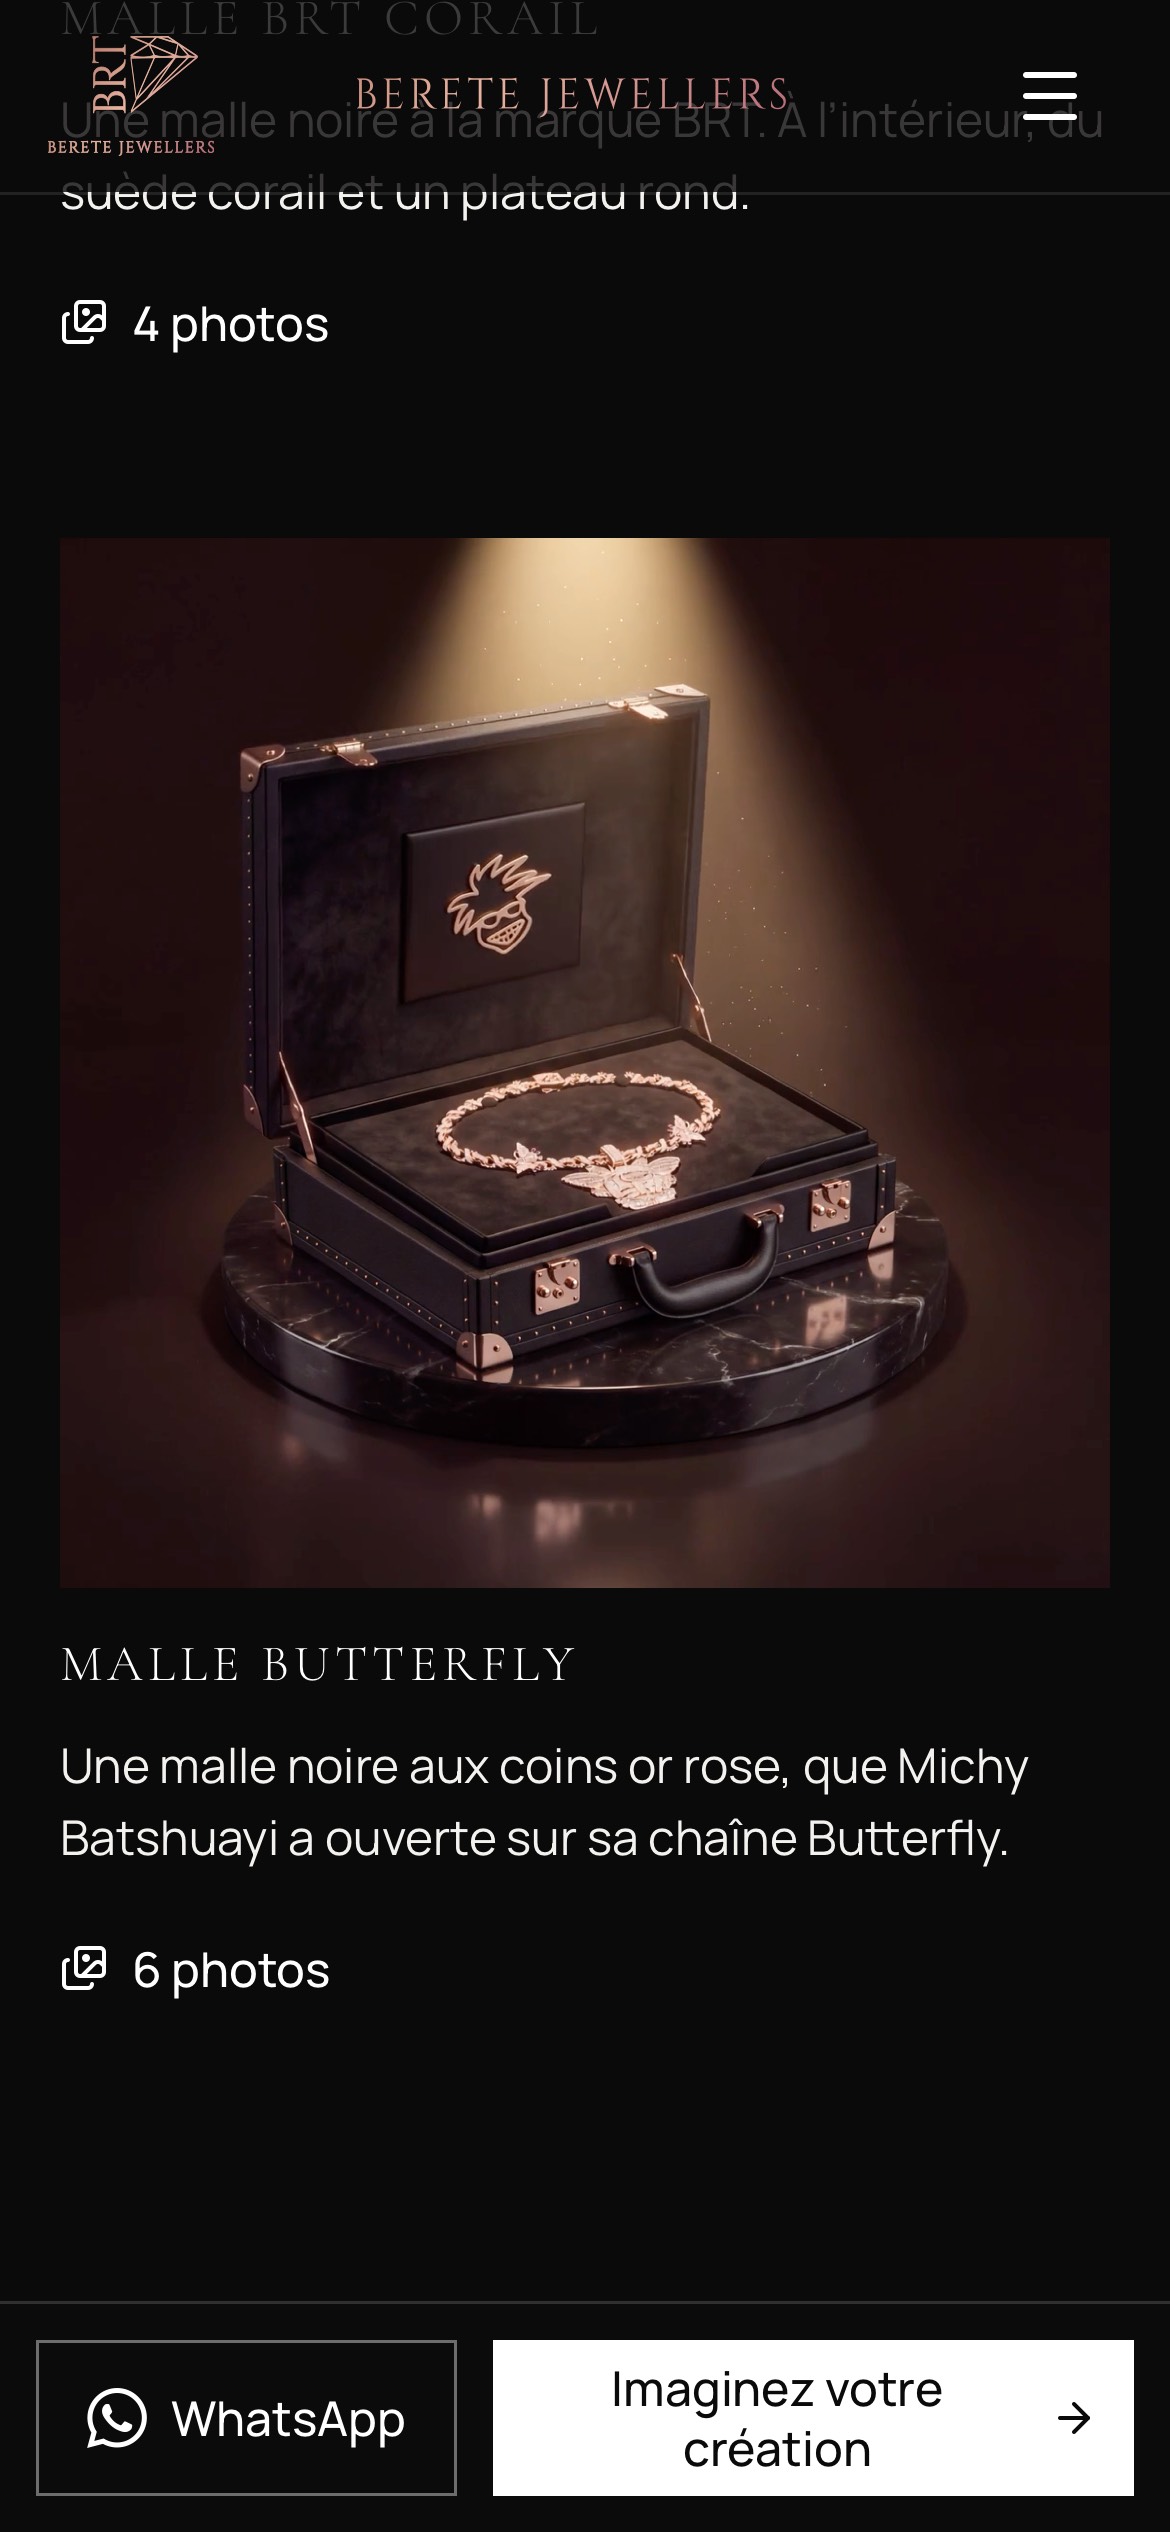 MALLE BRT CORAIL
BRT
BERETE JEWELLERS
BERETE JEWELLERS
Une malle noire à la marque BRT. À l’intérieur, du
suède corail et un plateau rond.
4 photos
MALLE BUTTERFLY
Une malle noire aux coins or rose, que Michy
Batshuayi a ouverte sur sa chaîne Butterfly.
6 photos
WhatsApp
Imaginez votre
création